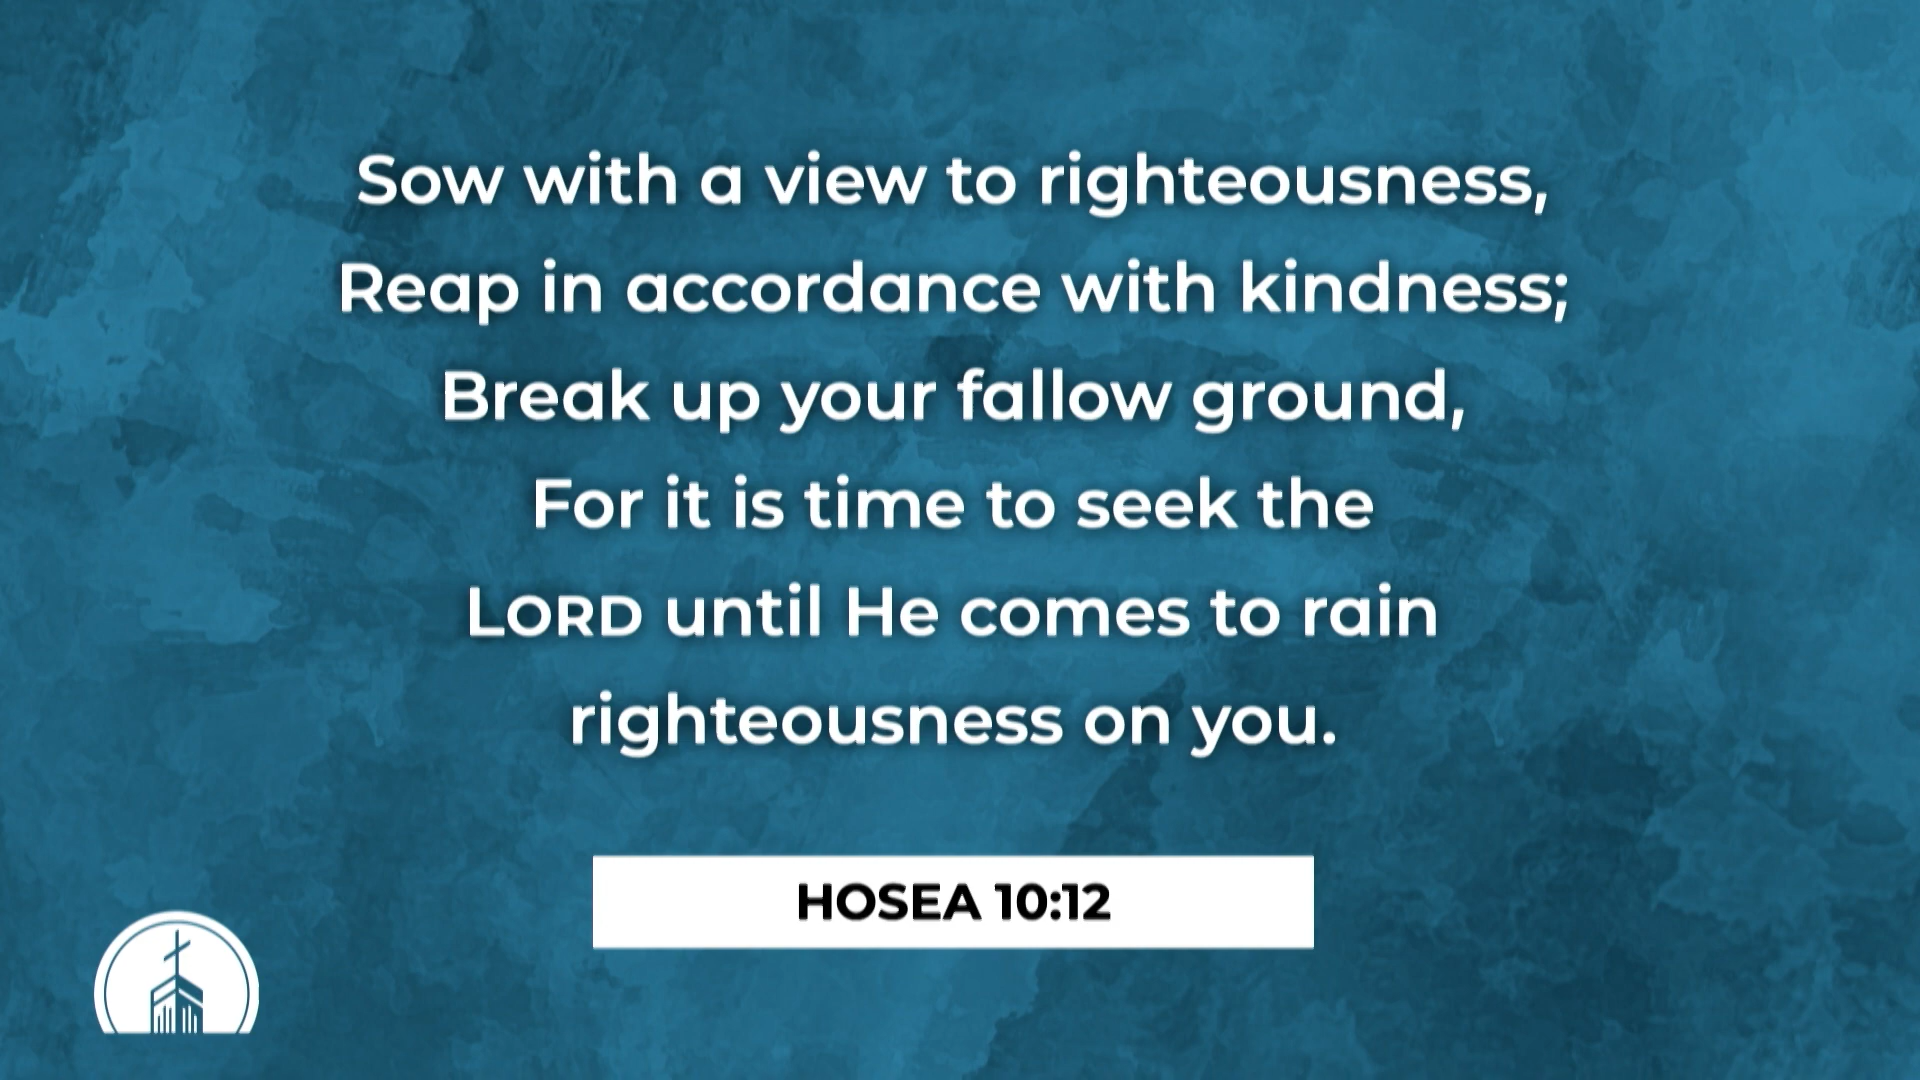 Sow with a view to righteousness,
Reap in accordance with kindness;
Break up your fallow ground,
For it is time to seek the
LORD until He comes to rain
righteousness on you.
HOSEA 10:12